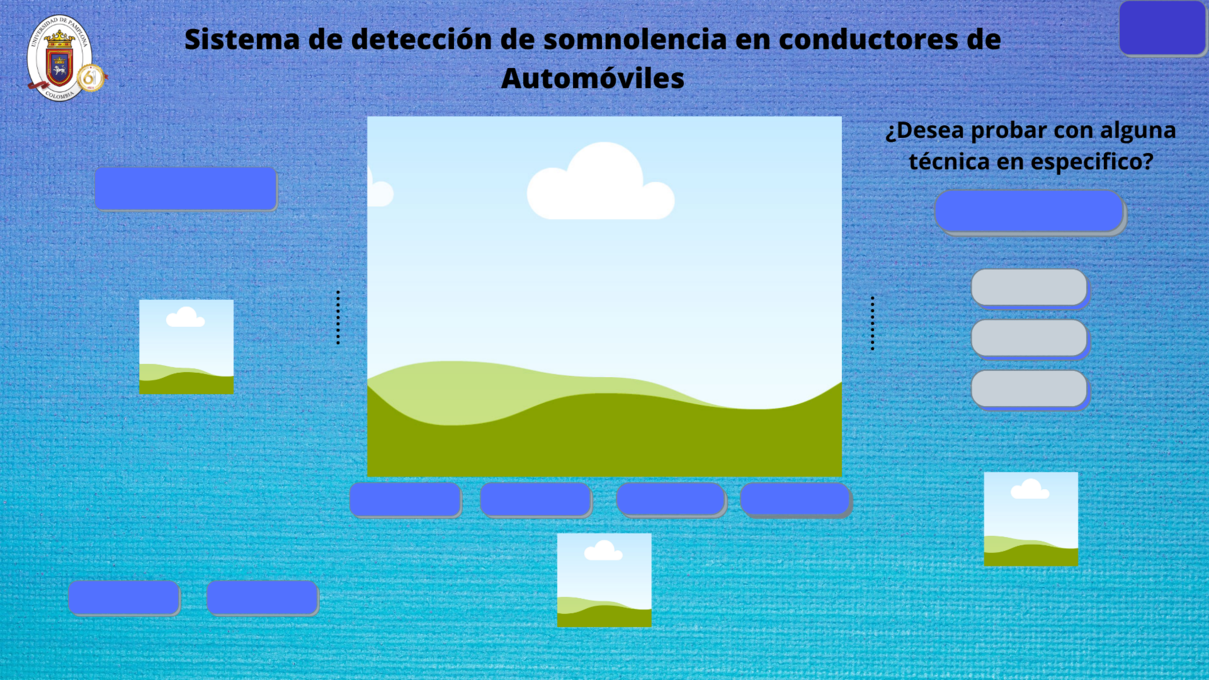 UNIVERSIDAD DE PAMPLONA
COLOMBIA
Sistema de detección de somnolencia en conductores de
Automóviles
¿Desea probar con alguna
técnica en especifico?